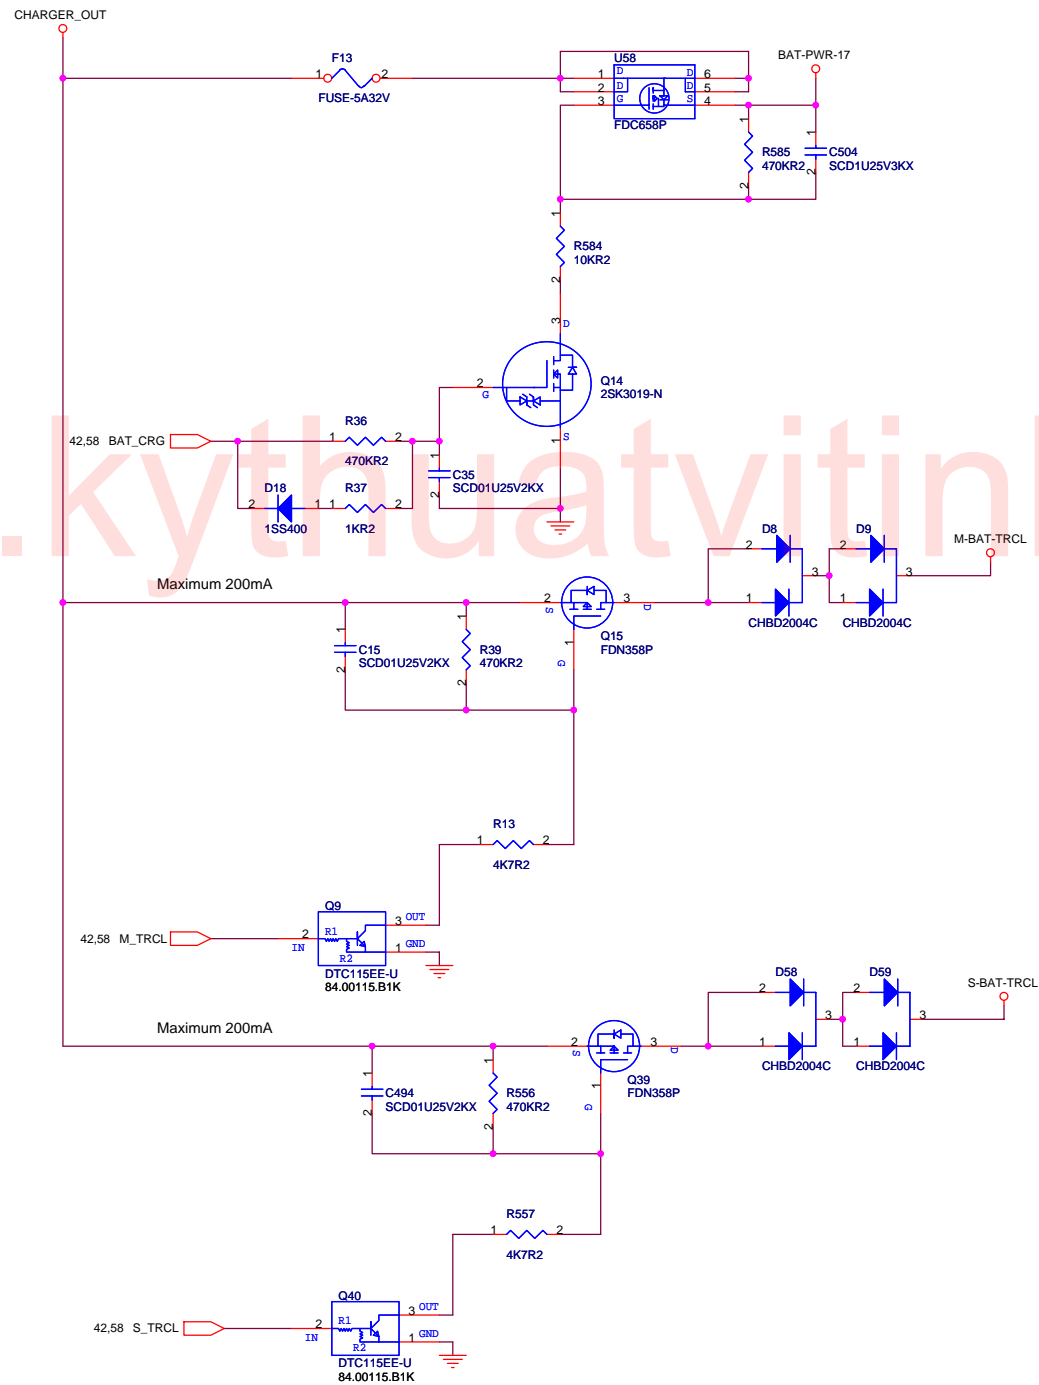 CHARGER_OUT
F13
1 2
FUSE-5A32V
U58
1 D D 6
2 D D 5
3 G S 4
FDC658P
BAT-PWR-17
1
R585
470KR2
2
1
C504
SCD1U25V3KX
2
1
R584
10KR2
2
3 D
2
G
Q14
2SK3019-N
S
1
42,58 BAT_CRG
R36
1 2
470KR2
1
C35
SCD01U25V2KX
2
D18
2 1
1SS400
R37
1 2
1KR2
.kythuatvitinh
Maximum 200mA
2 3
S D
Q15
FDN358P
1
G
1
C15
SCD01U25V2KX
2
1
R39
470KR2
2
D8
2
1 3
CHBD2004C
D9
2
1 3
CHBD2004C
M-BAT-TRCL
R13
1 2
4K7R2
42,58 M_TRCL
Q9
3 OUT
2 R1
IN
1 GND
R2
DTC115EE-U
84.00115.B1K
Maximum 200mA
2 3
S D
Q39
FDN358P
1
G
1
C494
SCD01U25V2KX
2
1
R556
470KR2
2
D58
2
1 3
CHBD2004C
D59
2
1 3
CHBD2004C
S-BAT-TRCL
R557
1 2
4K7R2
42,58 S_TRCL
Q40
3 OUT
2 R1
IN
1 GND
R2
DTC115EE-U
84.00115.B1K